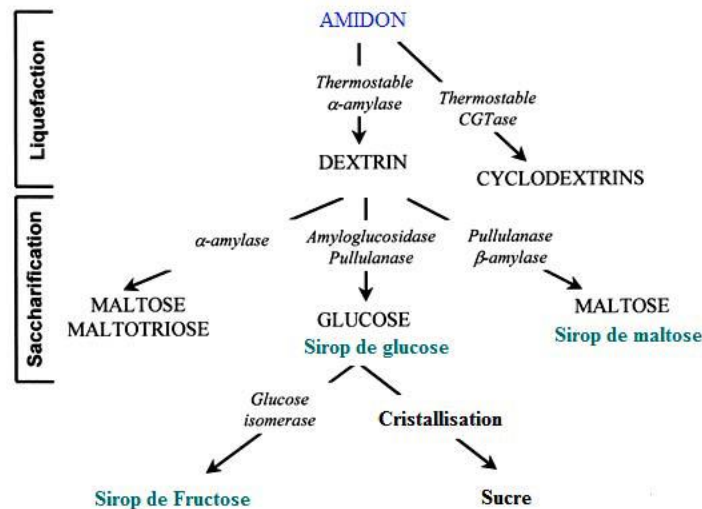 AMIDON
Liquefaction
Thermostable
α-amylase
Thermostable
CGTase
DEXTRIN
CYCLODEXTRINS
Saccharification
α-amylase
Amyloglucosidase
Pullulanase
Pullulanase
β-amylase
MALTOSE
MALTOTRIOSE
GLUCOSE
Sirop de glucose
MALTOSE
Sirop de maltose
Glucose
isomerase
Cristallisation
Sirop de Fructose
Sucre